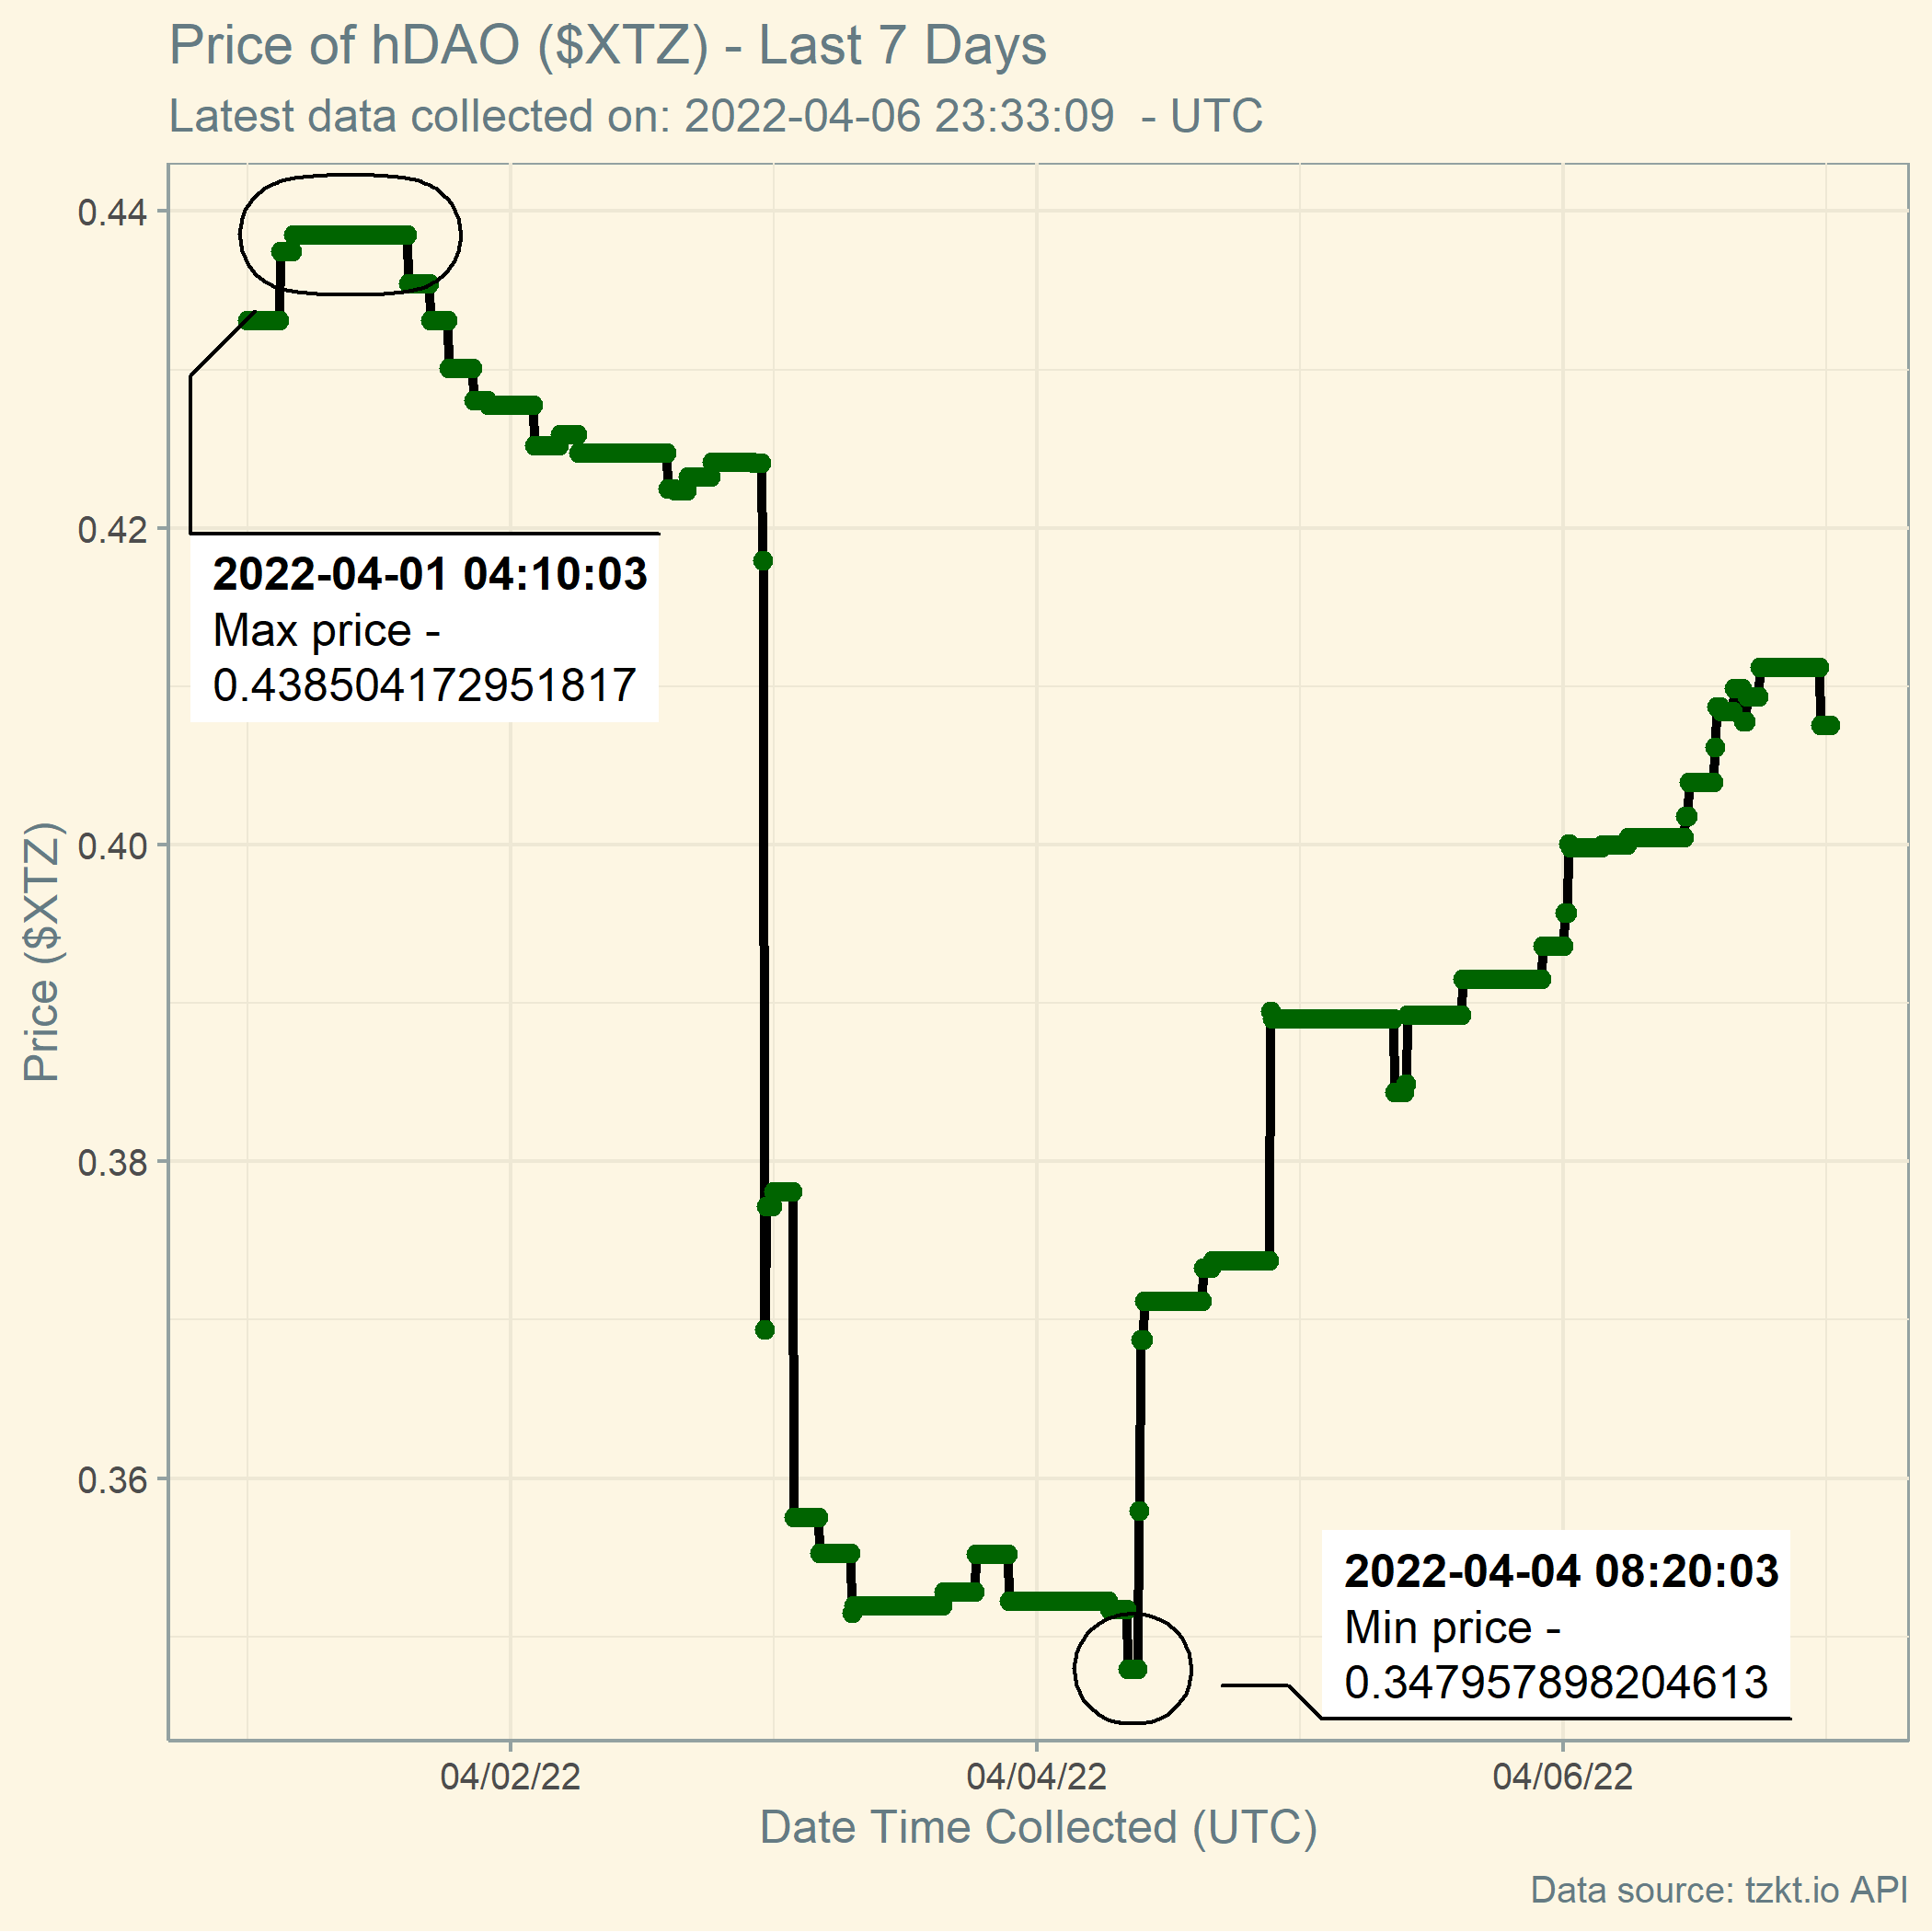 Price of hDAO ($XTZ) - Last 7 Days
Latest data collected on: 2022-04-06 23:33:09  - UTC
0.44
0.42
0.40
0.38
0.36
Price ($XTZ)
2022-04-01 04:10:03
Max price -
0.438504172951817
2022-04-04 08:20:03
Min price -
0.347957898204613
04/02/22
04/04/22
04/06/22
Date Time Collected (UTC)
Data source: tzkt.io API